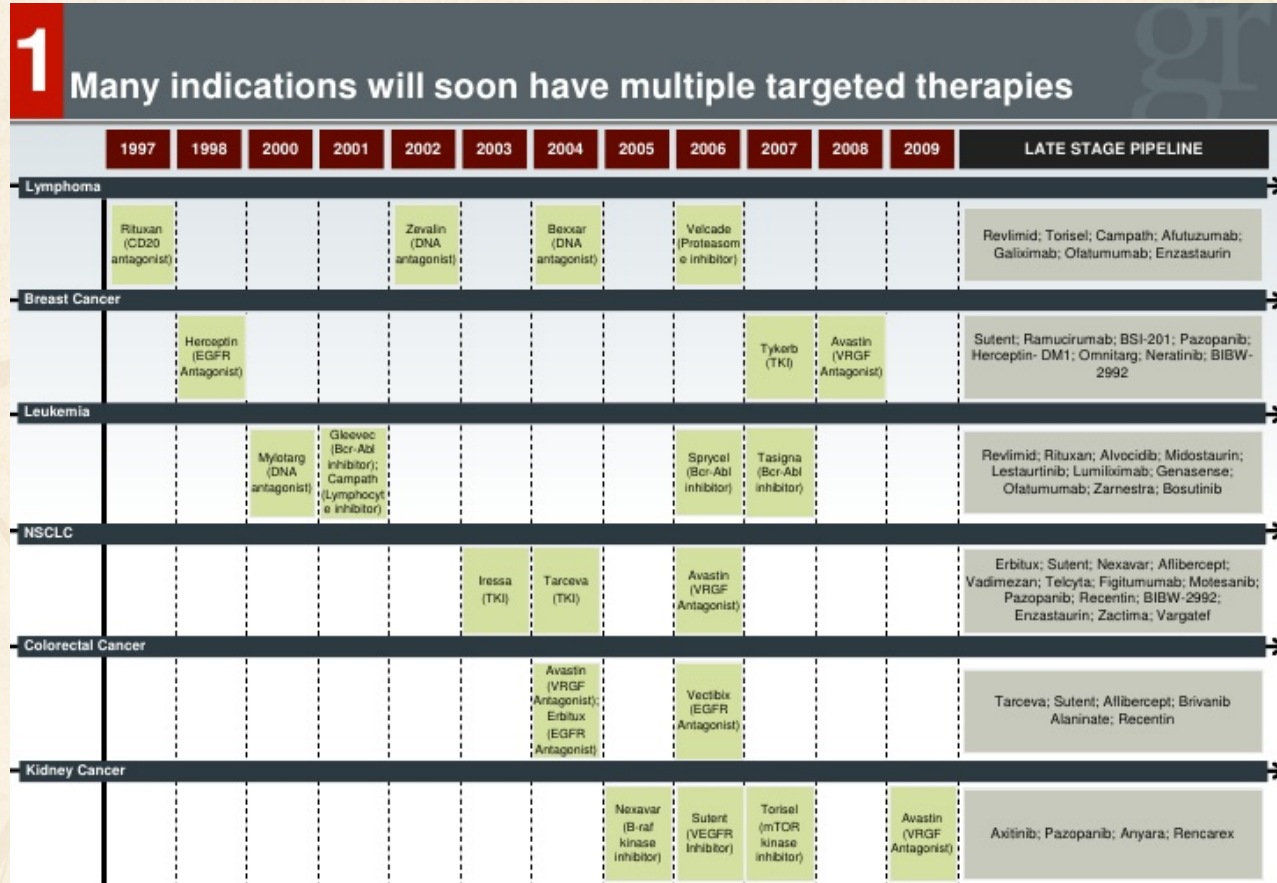 gr
1
Many indications will soon have multiple targeted therapies
1997 1998 2000 2001 2002 2003 2004 2005 2006 2007 2008 2009 LATE STAGE PIPELINE
Lymphoma
Rituxan
(CD20
antagonist)
Zevalin
(DNA
antagonist)
Bexxar
(DNA
antagonist)
Velcade
(Proteasom
e inhibitor)
Revlimid; Torisel; Campath; Afutuzumab;
Galiximab; Ofatumumab; Enzastaurin
Breast Cancer
Herceptin
(EGFR
Antagonist)
Tykerb
(TKI)
Avastin
(VRGF
Antagonist)
Sutent; Ramucirumab; BSI-201; Pazopanib;
Herceptin- DM1; Omnitarg; Neratinib; BIBW-
2992
Leukemia
Mylotarg
(DNA
antagonist)
Gleevec
(Bcr-Abl
inhibitor);
Campath
(Lymphocyt
e inhibitor)
Sprycel
(Bcr-Abl
inhibitor)
Tasigna
(Bcr-Abl
inhibitor)
Revlimid; Rituxan; Alvocidib; Midostaurin;
Lestaurtinib; Lumiliximab; Genasense;
Ofatumumab; Zarnestra; Bosutinib
NSCLC
Iressa
(TKI)
Tarceva
(TKI)
Avastin
(VRGF
Antagonist)
Erbitux; Sutent; Nexavar; Aflibercept;
Vadimezan; Telcyta; Figitumumab; Motesanib;
Pazopanib; Recentin; BIBW-2992;
Enzastaurin; Zactima; Vargatef
Colorectal Cancer
Avastin
(VRGF
Antagonist);
Erbitux
(EGFR
Antagonist)
Vectibix
(EGFR
Antagonist)
Tarceva; Sutent; Aflibercept; Brivanib
Alaninate; Recentin
Kidney Cancer
Nexavar
(B-raf
kinase
inhibitor)
Sutent
(VEGFR
Inhibitor)
Torisel
(mTOR
kinase
inhibitor)
Avastin
(VRGF
Antagonist)
Axitinib; Pazopanib; Anyara; Rencarex